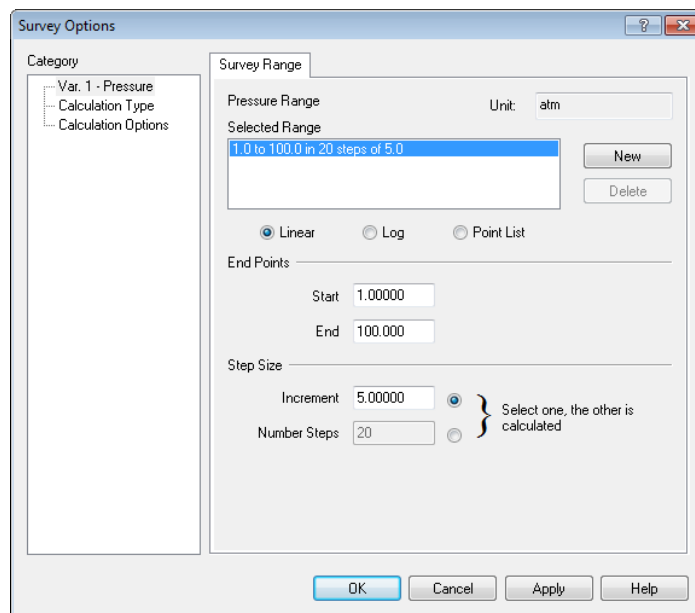 Survey Options
Category
Var. 1 - Pressure
Calculation Type
Calculation Options
Survey Range
Pressure Range
Unit: atm
Selected Range
1.0 to 100.0 in 20 steps of 5.0
New
Delete
Linear Log Point List
End Points
Start 1.00000
End 100.000
Step Size
Increment 5.00000
Number Steps 20
Select one, the other is
calculated
OK Cancel Apply Help